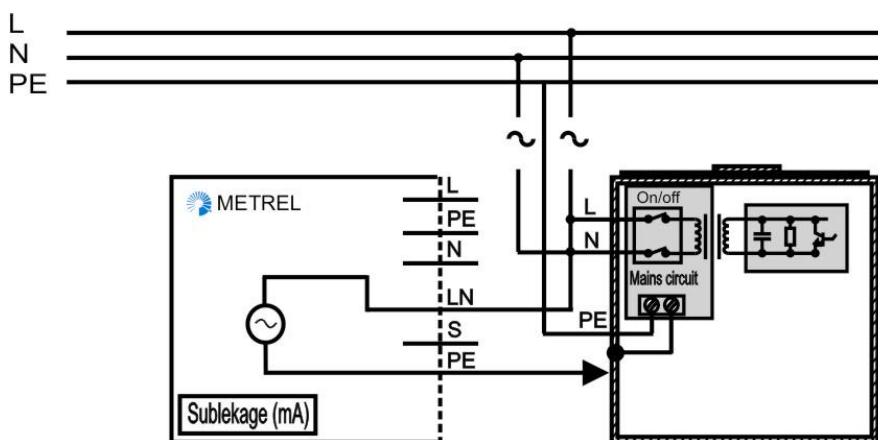 L
N
PE
METREL
L
PE
N
LN
S
PE
Sublekage (mA)
L
N
PE
On/off
Mains circuit